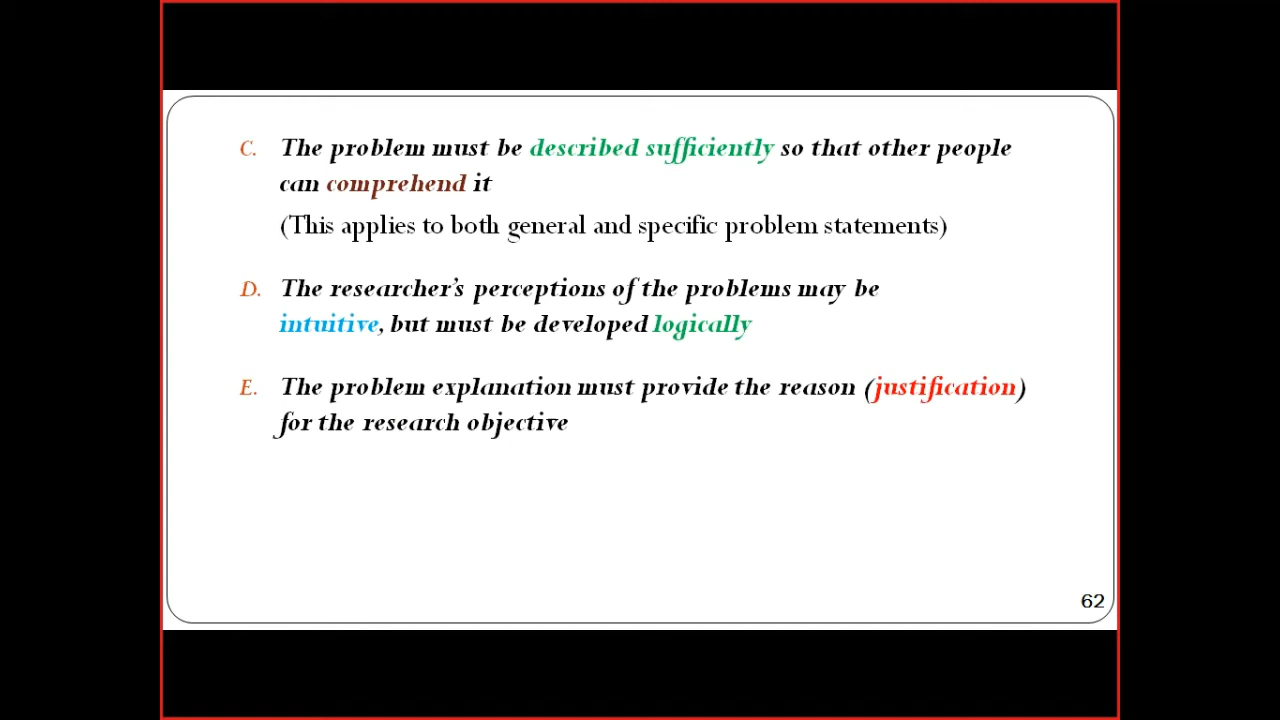 C. The problem must be described sufficiently so that other people
can comprehend it
(This applies to both general and specific problem statements)
D. The researcher's perceptions of the problems may be
intuitive, but must be developed logically
E. The problem explanation must provide the reason (justification)
for the research objective
62